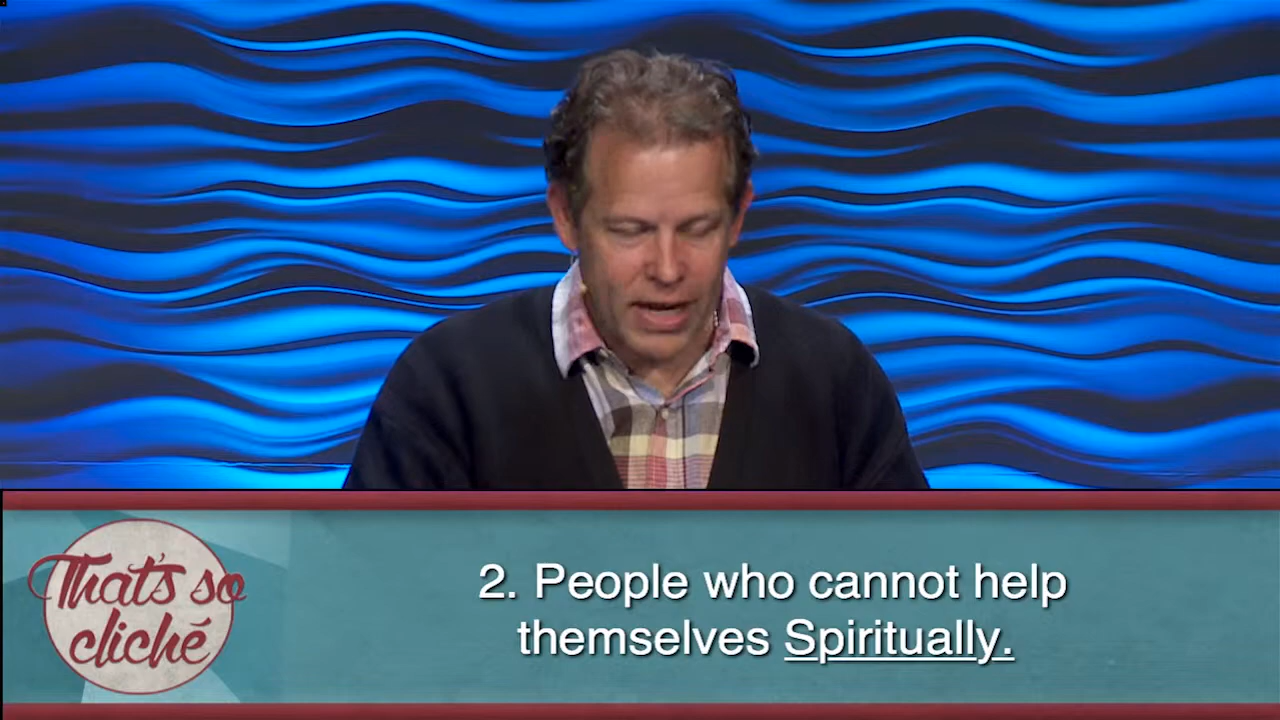 That's so
cliché
2. People who cannot help
themselves Spiritually.